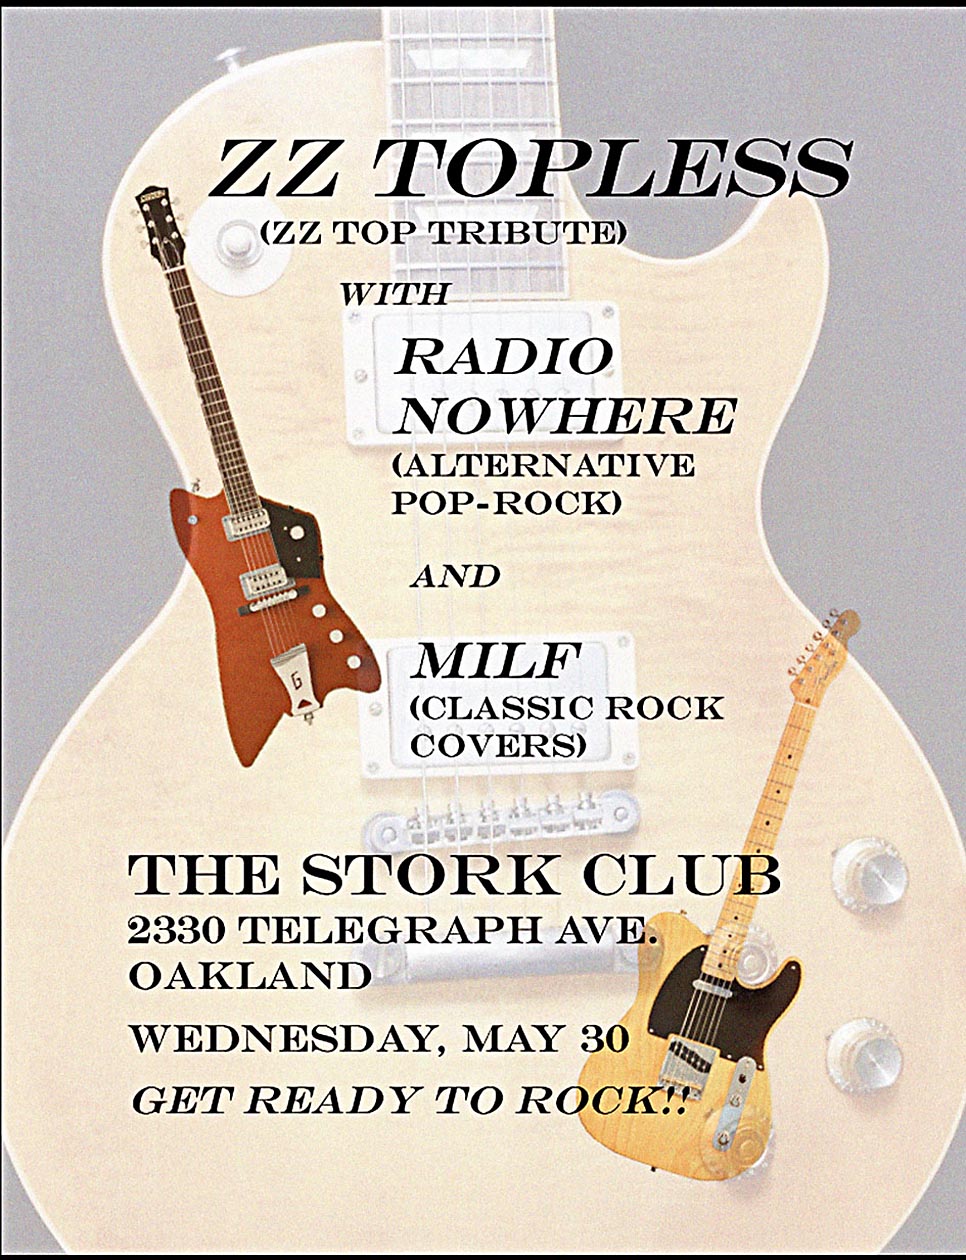 ZZ TOPLESS
(ZZ TOP TRIBUTE)
WITH
RADIO
NOWHERE
(ALTERNATIVE
POP-ROCK)
AND
MILF
(CLASSIC ROCK
COVERS)
G
THE STORK CLUB
2330 TELEGRAPH AVE.
OAKLAND
WEDNESDAY, MAY 30
GET READY TO ROCK!!